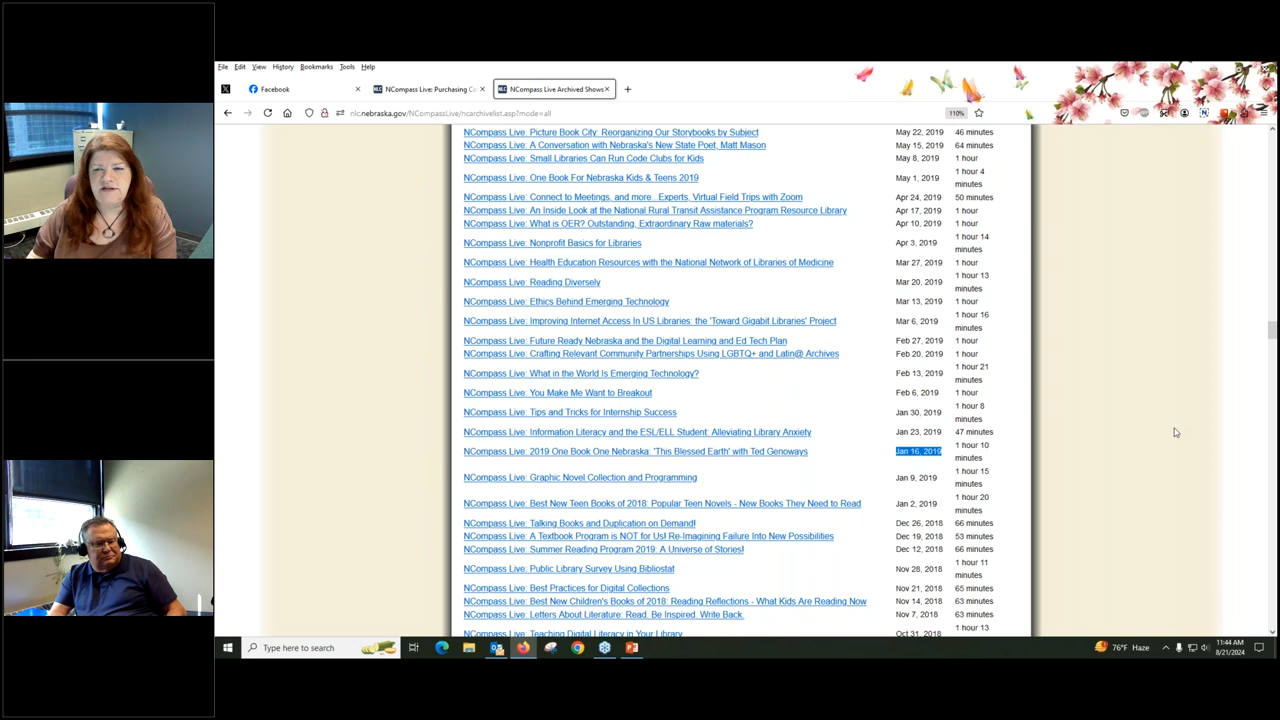 File Edit View History Bookmarks Tools Help
Facebook
NCompass Live: Purchasing C
NCompass Live Archived Shows
nlc.nebraska.gov/NCompassLive/ncarchivelist.asp?mode=all
110%
NCompass Live: Picture Book City: Reorganizing Our Storybooks by Subject May 22, 2019 46 minutes
NCompass Live: A Conversation with Nebraska's New State Poet, Matt Mason May 15, 2019 64 minutes
NCompass Live: Small Libraries Can Run Code Clubs for Kids May 8, 2019 1 hour
NCompass Live: One Book For Nebraska Kids & Teens 2019 May 1, 2019 1 hour 4
minutes
NCompass Live: Connect to Meetings, and more.. Experts, Virtual Field Trips with Zoom Apr 24, 2019 50 minutes
NCompass Live: An Inside Look at the National Rural Transit Assistance Program Resource Library Apr 17, 2019 1 hour
NCompass Live: What is OER? Outstanding, Extraordinary Raw materials? Apr 10, 2019 1 hour
NCompass Live: Nonprofit Basics for Libraries Apr 3, 2019 1 hour 14
minutes
NCompass Live: Health Education Resources with the National Network of Libraries of Medicine Mar 27, 2019 1 hour
NCompass Live: Reading Diversely Mar 20, 2019 1 hour 13
minutes
NCompass Live: Ethics Behind Emerging Technology Mar 13, 2019 1 hour
NCompass Live: Improving Internet Access In US Libraries: the 'Toward Gigabit Libraries' Project Mar 6, 2019 1 hour 16
minutes
NCompass Live: Future Ready Nebraska and the Digital Learning and Ed Tech Plan Feb 27, 2019 1 hour
NCompass Live: Crafting Relevant Community Partnerships Using LGBTQ+ and Latin@ Archives Feb 20, 2019 1 hour
NCompass Live: What in the World Is Emerging Technology? Feb 13, 2019 1 hour 21
minutes
NCompass Live: You Make Me Want to Breakout Feb 6, 2019 1 hour
NCompass Live: Tips and Tricks for Internship Success Jan 30, 2019 1 hour 8
minutes
NCompass Live: Information Literacy and the ESL/ELL Student: Alleviating Library Anxiety Jan 23, 2019 47 minutes
NCompass Live: 2019 One Book One Nebraska: 'This Blessed Earth' with Ted Genoways Jan 16, 2019 1 hour 10
minutes
NCompass Live: Graphic Novel Collection and Programming Jan 9, 2019 1 hour 15
minutes
NCompass Live: Best New Teen Books of 2018: Popular Teen Novels - New Books They Need to Read Jan 2, 2019 1 hour 20
minutes
NCompass Live: Talking Books and Duplication on Demand! Dec 26, 2018 66 minutes
NCompass Live: A Textbook Program is NOT for Us! Re-Imagining Failure Into New Possibilities Dec 19, 2018 53 minutes
NCompass Live: Summer Reading Program 2019: A Universe of Stories! Dec 12, 2018 66 minutes
NCompass Live: Public Library Survey Using Bibliostat Nov 28, 2018 1 hour 11
minutes
NCompass Live: Best Practices for Digital Collections Nov 21, 2018 65 minutes
NCompass Live: Best New Children's Books of 2018: Reading Reflections - What Kids Are Reading Now Nov 14, 2018 63 minutes
NCompass Live: Letters About Literature: Read. Be Inspired. Write Back. Nov 7, 2018 63 minutes
NCompass Live: Teaching Digital Literacy in Your Library Oct 31, 2018 1 hour 13
Type here to search
76°F Haze
11:44 AM
8/21/2024